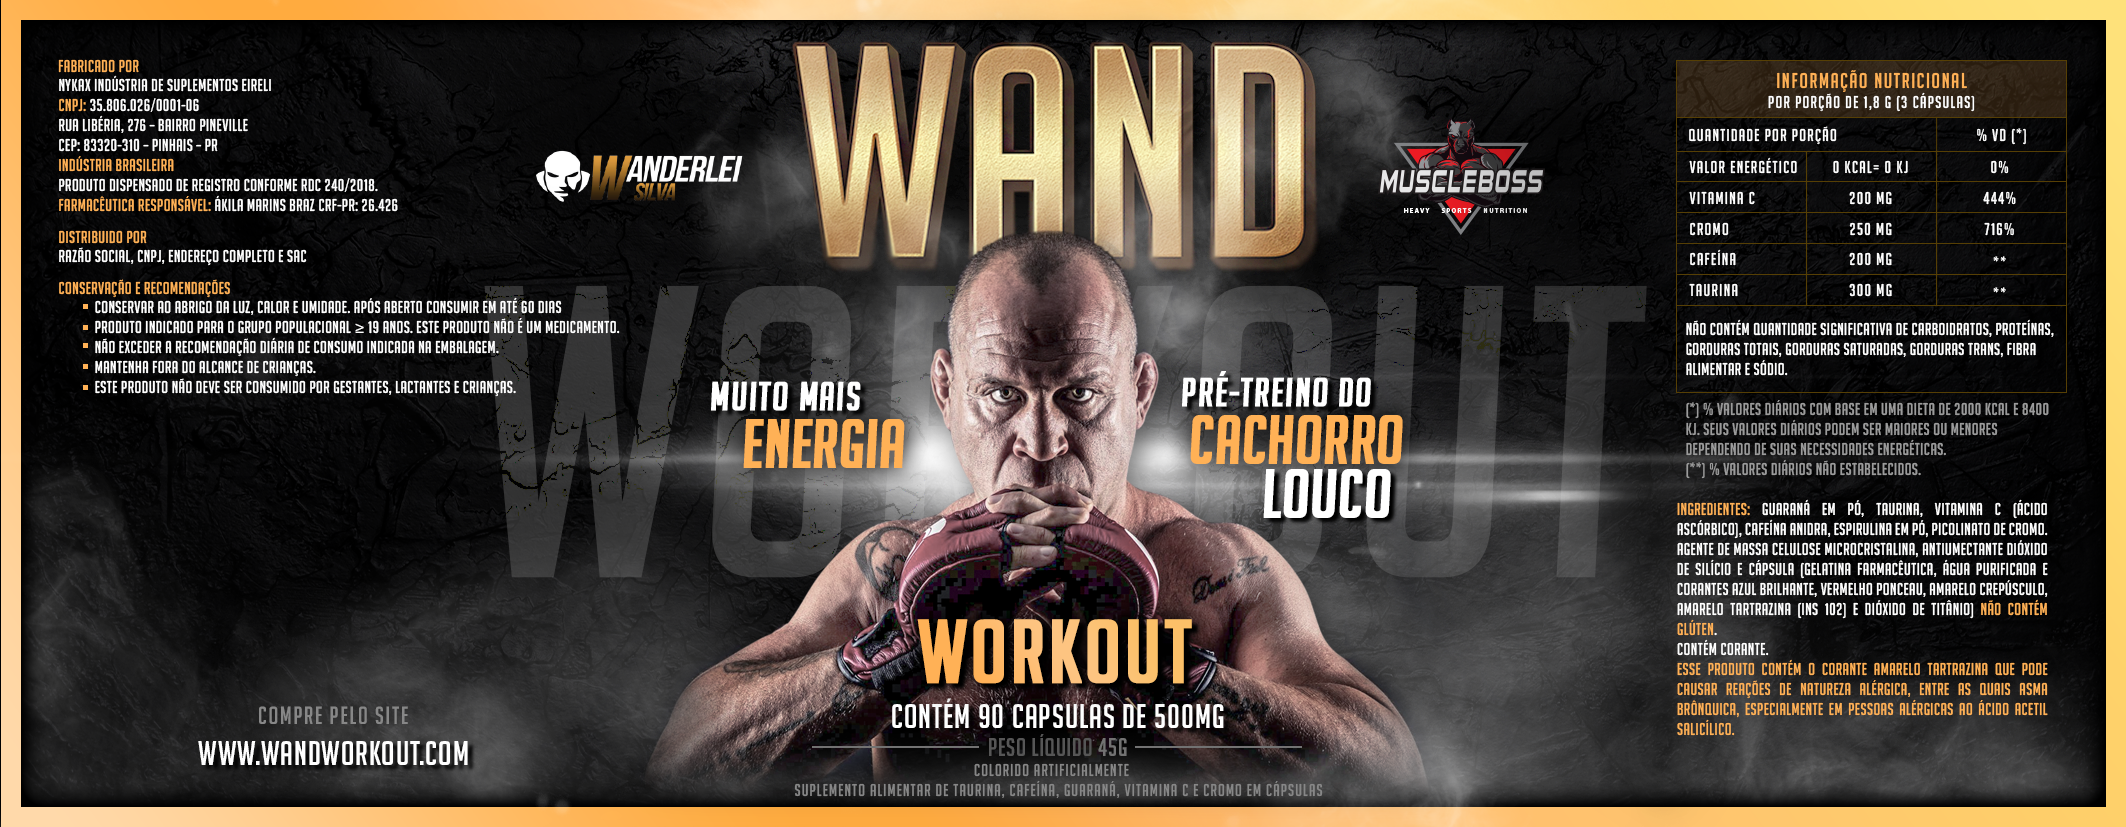 FABRICADO POR
NYKAX INDÚSTRIA DE SUPLEMENTOS EIRELI
CNPJ: 35.806.026/0001-06
RUA LIBÉRIA, 276 - BAIRRO PINEVILLE
CEP: 83320-310 - PINHAIS - PR
INDÚSTRIA BRASILEIRA
PRODUTO DISPENSADO DE REGISTRO CONFORME RDC 240/2018.
FARMACÊUTICA RESPONSÁVEL: ÁKILA MARINS BRAZ CRF-PR: 26.426
DISTRIBUIDO POR
RAZÃO SOCIAL, CNPJ, ENDEREÇO COMPLETO E SAC
CONSERVAÇÃO E RECOMENDAÇÕES
▪ CONSERVAR AO ABRIGO DA LUZ, CALOR E UMIDADE. APÓS ABERTO CONSUMIR EM ATÉ 60 DIAS
▪ PRODUTO INDICADO PARA O GRUPO POPULACIONAL ≥ 19 ANOS. ESTE PRODUTO NÃO É UM MEDICAMENTO.
▪ NÃO EXCEDER A RECOMENDAÇÃO DIÁRIA DE CONSUMO INDICADA NA EMBALAGEM.
▪ MANTENHA FORA DO ALCANCE DE CRIANÇAS.
▪ ESTE PRODUTO NÃO DEVE SER CONSUMIDO POR GESTANTES, LACTANTES E CRIANÇAS.
COMPRE PELO SITE
WWW.WANDWORKOUT.COM
WANDERLEI
SILVA
WAND
MUSCLEBOSS
HEAVY SPORTS NUTRITION
WORKOUT
MUITO MAIS
ENERGIA
PRÉ-TREINO DO
CACHORRO
LOUCO
WORKOUT
CONTÉM 90 CAPSULAS DE 500MG
PESO LÍQUIDO 45G
COLORIDO ARTIFICIALMENTE
SUPLEMENTO ALIMENTAR DE TAURINA, CAFEÍNA, GUARANÁ, VITAMINA C E CROMO EM CÁPSULAS
INFORMAÇÃO NUTRICIONAL
POR PORÇÃO DE 1,8 G (3 CÁPSULAS)
QUANTIDADE POR PORÇÃO % VD (*)
VALOR ENERGÉTICO 0 KCAL= 0 KJ 0%
VITAMINA C 200 MG 444%
CROMO 250 MG 716%
CAFEÍNA 200 MG **
TAURINA 300 MG **
NÃO CONTÉM QUANTIDADE SIGNIFICATIVA DE CARBOIDRATOS, PROTEÍNAS,
GORDURAS TOTAIS, GORDURAS SATURADAS, GORDURAS TRANS, FIBRA
ALIMENTAR E SÓDIO.
(*) % VALORES DIÁRIOS COM BASE EM UMA DIETA DE 2000 KCAL E 8400
KJ. SEUS VALORES DIÁRIOS PODEM SER MAIORES OU MENORES
DEPENDENDO DE SUAS NECESSIDADES ENERGÉTICAS.
(**) % VALORES DIÁRIOS NÃO ESTABELECIDOS.
INGREDIENTES: GUARANÁ EM PÓ, TAURINA, VITAMINA C (ÁCIDO
ASCÓRBICO), CAFEÍNA ANIDRA, ESPIRULINA EM PÓ, PICOLINATO DE CROMO.
AGENTE DE MASSA CELULOSE MICROCRISTALINA, ANTIUMECTANTE DIÓXIDO
DE SILÍCIO E CÁPSULA (GELATINA FARMACÊUTICA, ÁGUA PURIFICADA E
CORANTES AZUL BRILHANTE, VERMELHO PONCEAU, AMARELO CREPÚSCULO,
AMARELO TARTRAZINA (INS 102) E DIÓXIDO DE TITÂNIO) NÃO CONTÉM
GLÚTEN.
CONTÉM CORANTE.
ESSE PRODUTO CONTÉM O CORANTE AMARELO TARTRAZINA QUE PODE
CAUSAR REAÇÕES DE NATUREZA ALÉRGICA, ENTRE AS QUAIS ASMA
BRÔNQUICA, ESPECIALMENTE EM PESSOAS ALÉRGICAS AO ÁCIDO ACETIL
SALICÍLICO.